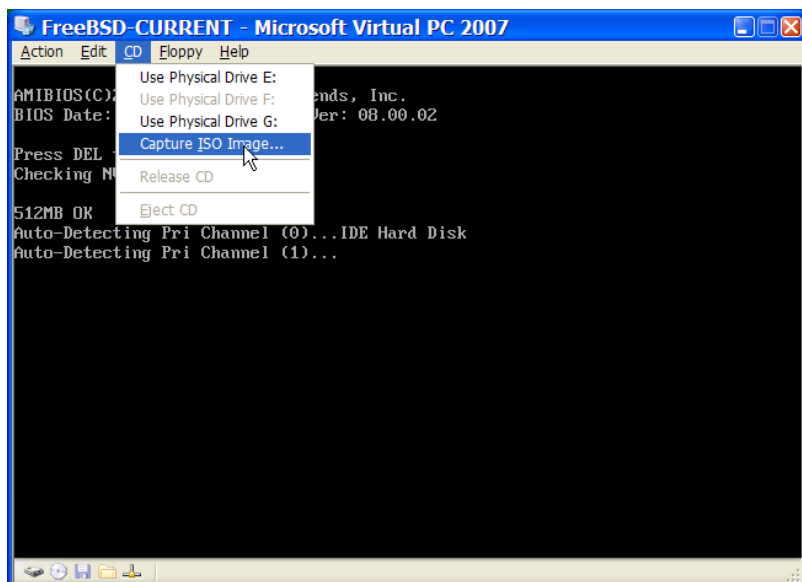 FreeBSD-CURRENT - Microsoft Virtual PC 2007
Action Edit CD Floppy Help
Use Physical Drive E:
Use Physical Drive F:
Use Physical Drive G:
Capture ISO Image...
Release CD
Eject CD
AMIBIOS(C) ends, Inc.
BIOS Date: Ver: 08.00.02
Press DEL
Checking
512MB OK
Auto-Detecting Pri Channel (0)...IDE Hard Disk
Auto-Detecting Pri Channel (1)...